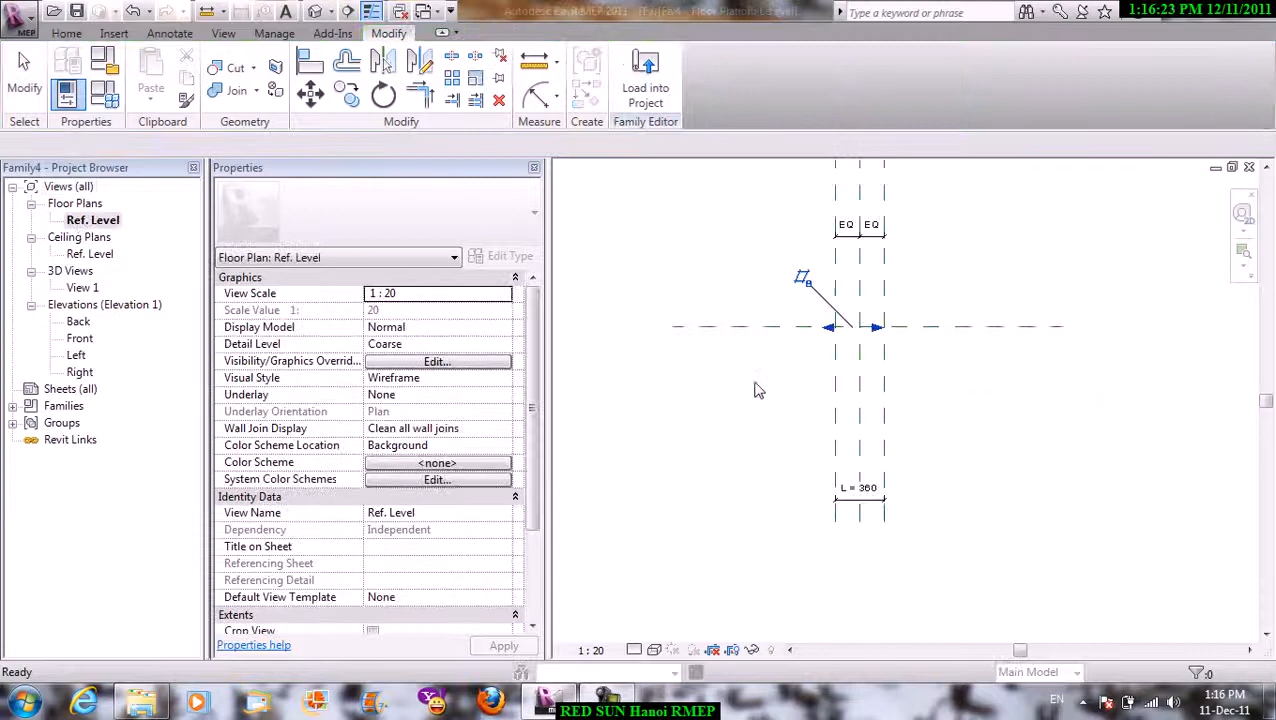 1:16:23 PM 12/11/2011
Type a keyword or phrase
MEP
Home
Insert
Annotate
View
Manage
Add-Ins
Modify
Modify
Paste
Cut
Join
Load into
Project
Select
Properties
Clipboard
Geometry
Modify
Measure
Create
Family Editor
Family4 - Project Browser
Views (all)
Floor Plans
Ref. Level
Ceiling Plans
Ref. Level
3D Views
View 1
Elevations (Elevation 1)
Back
Front
Left
Right
Sheets (all)
Families
Groups
Revit Links
Properties
Floor Plan: Ref. Level
Edit Type
Graphics
View Scale 1 : 20
Scale Value 1: 20
Display Model Normal
Detail Level Coarse
Visibility/Graphics Overrid... Edit...
Visual Style Wireframe
Underlay None
Underlay Orientation Plan
Wall Join Display Clean all wall joins
Color Scheme Location Background
Color Scheme <none>
System Color Schemes Edit...
Identity Data
View Name Ref. Level
Dependency Independent
Title on Sheet
Referencing Sheet
Referencing Detail
Default View Template None
Extents
Crop View
Properties help
Apply
EQ EQ
L = 360
2D
1 : 20
Ready
Main Model
:0
EN
1:16 PM
11-Dec-11
RED SUN Hanoi RMEP